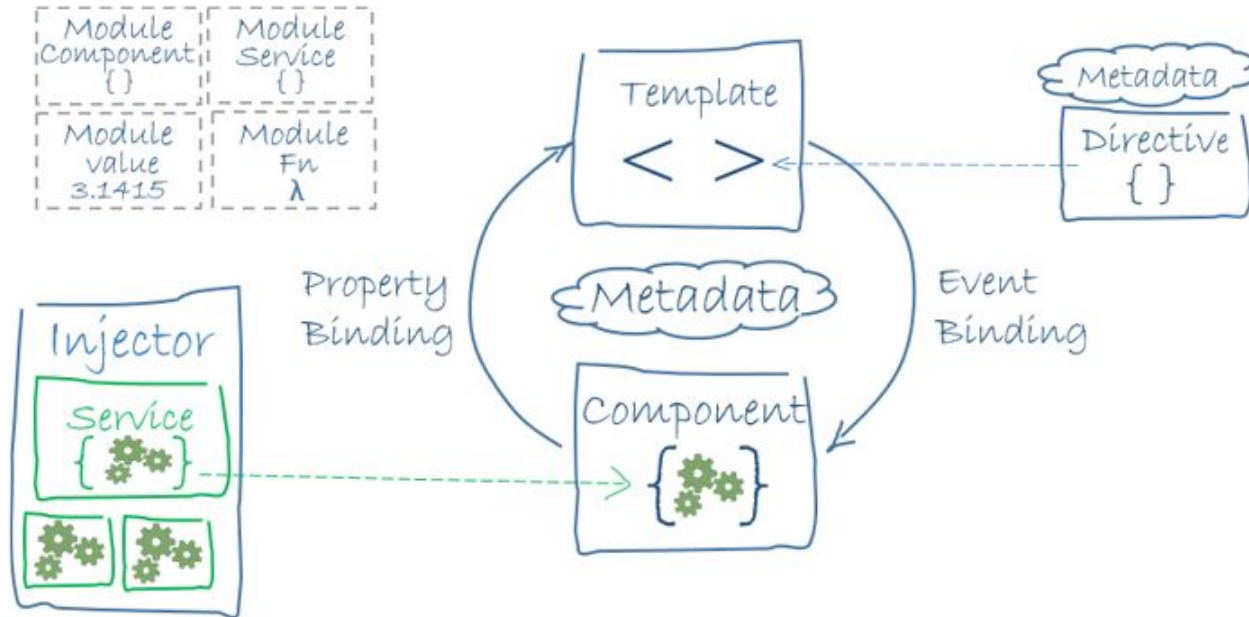 Module
Component
{ }
Module
Service
{ }
Module
value
3.1415
Module
Fn
λ
Template
< >
Metadata
Directive
{ }
Property
Binding
Metadata
Event
Binding
Injector
Service
{ }
Component
{ }